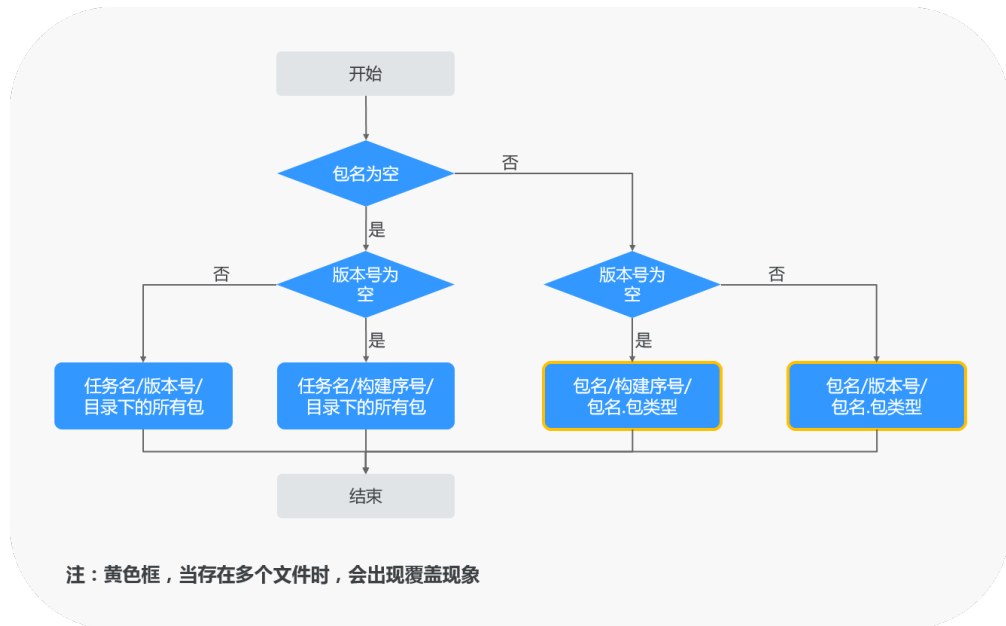 开始
包名为空
否
是
版本号为
空
否
版本号为
空
否
是
是
任务名/版本号/
目录下的所有包
任务名/构建序号/
目录下的所有包
包名/构建序号/
包名.包类型
包名/版本号/
包名.包类型
结束
注：黄色框，当存在多个文件时，会出现覆盖现象